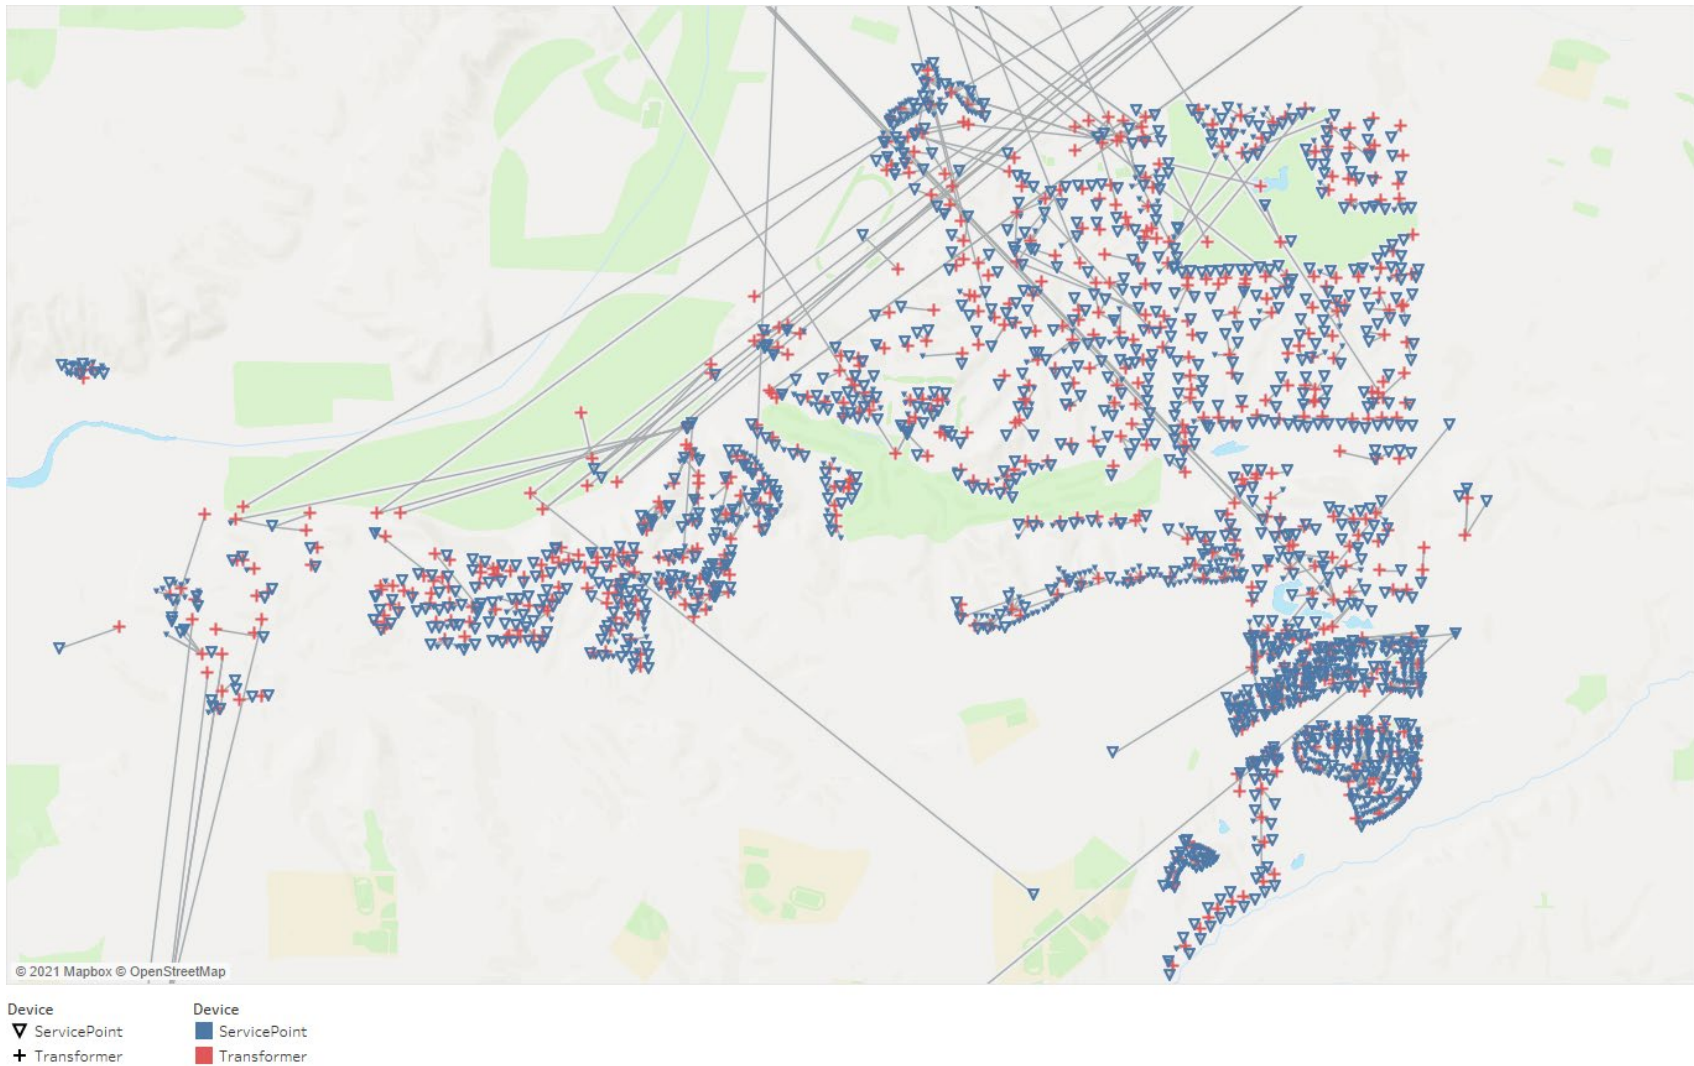 © 2021 Mapbox © OpenStreetMap
Device Device
ServicePoint ServicePoint
Transformer Transformer